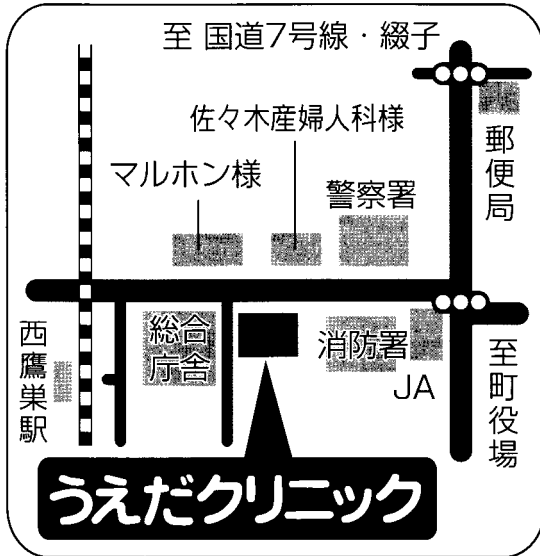 至 国道7号線・綴子
佐々木産婦人科様
マルホン様
警察署
郵便局
総合
庁舎
消防署
JA
西鷹巣駅
至町役場
うえだクリニック